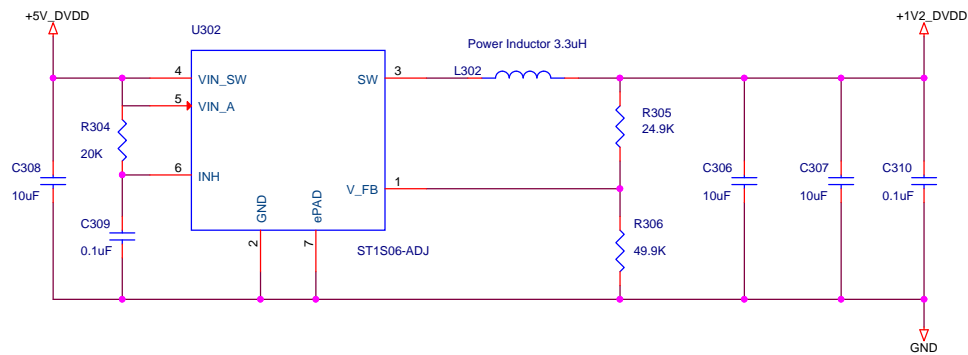 +5V_DVDD
+1V2_DVDD
U302
Power Inductor 3.3uH
4
VIN_SW
SW
3
L302
5
VIN_A
R304
20K
R305
24.9K
6
INH
C308
10uF
C306
10uF
C307
10uF
C310
0.1uF
V_FB
1
GND
ePAD
C309
0.1uF
R306
49.9K
2
7
ST1S06-ADJ
GND